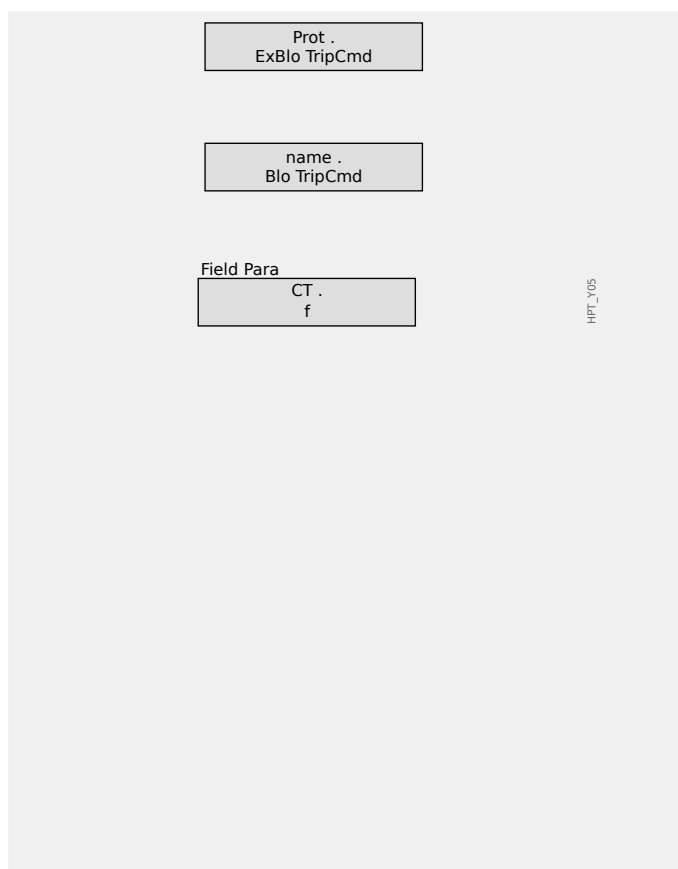 Prot .
ExBlo TripCmd
name .
Blo TripCmd
Field Para
CT .
f
HPT_Y05